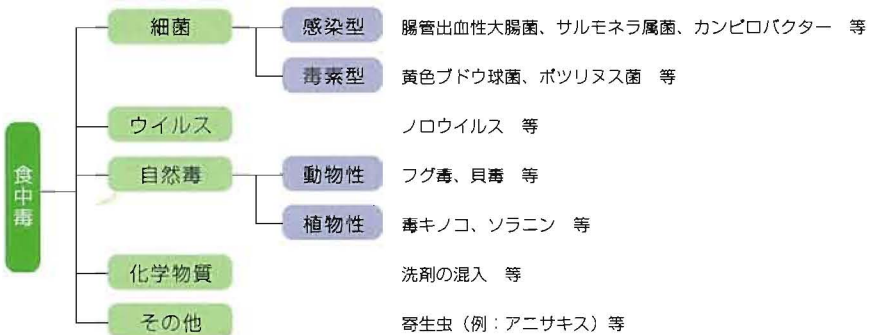 細菌 感染型 腸管出血性大腸菌、サルモネラ属菌、カンピロバクター 等
毒素型 黄色ブドウ球菌、ボツリヌス菌 等
ウイルス ノロウイルス 等
食中毒
自然毒 動物性 フグ毒、貝毒 等
植物性 毒キノコ、ソラニン 等
化学物質 洗剤の混入 等
その他 寄生虫（例：アニサキス）等